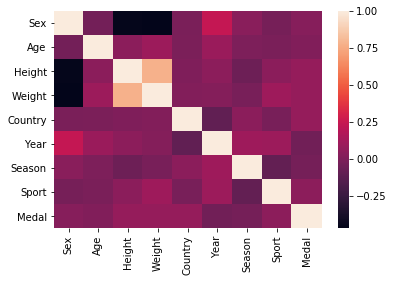 Sex
Age
Height
Weight
Country
Year
Season
Sport
Medal
Sex
Age
Height
Weight
Country
Year
Season
Sport
Medal
1.00
0.75
0.50
0.25
0.00
−0.25